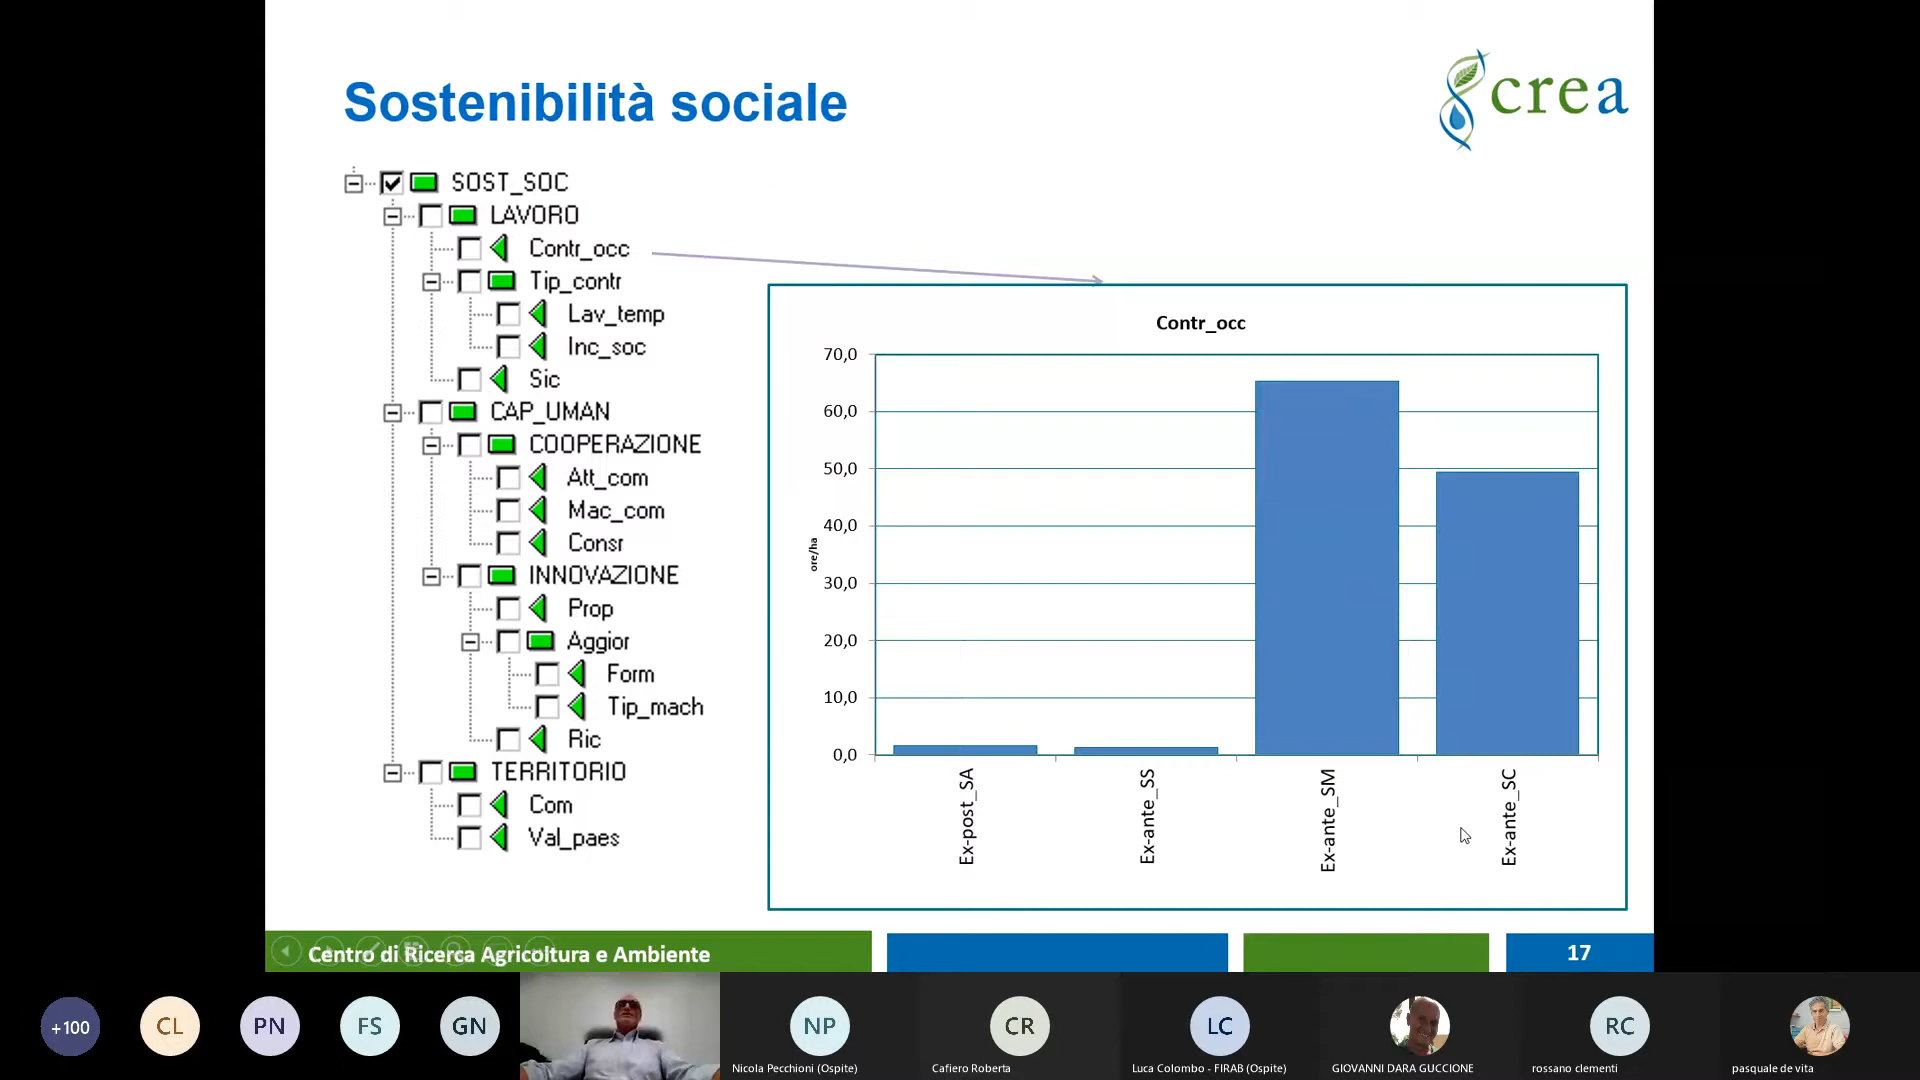 Sostenibilità sociale
crea
SOST_SOC
LAVORO
Contr_occ
Tip_contr
Lav_temp
Inc_soc
Sic
CAP_UMAN
COOPERAZIONE
Att_com
Mac_com
Consr
INNOVAZIONE
Prop
Aggior
Form
Tip_mach
Ric
TERRITORIO
Com
Val_paes
Contr_occ
70,0
60,0
50,0
40,0
30,0
20,0
10,0
0,0
ore/ha
Ex-post_SA
Ex-ante_SS
Ex-ante_SM
Ex-ante_SC
Centro di Ricerca Agricoltura e Ambiente
17
+100
CL
PN
FS
GN
NP
CR
LC
RC
Nicola Pecchioni (Ospite)
Cafiero Roberta
Luca Colombo - FIRAB (Ospite)
GIOVANNI DARA GUCCIONE
rossano clementi
pasquale de vita